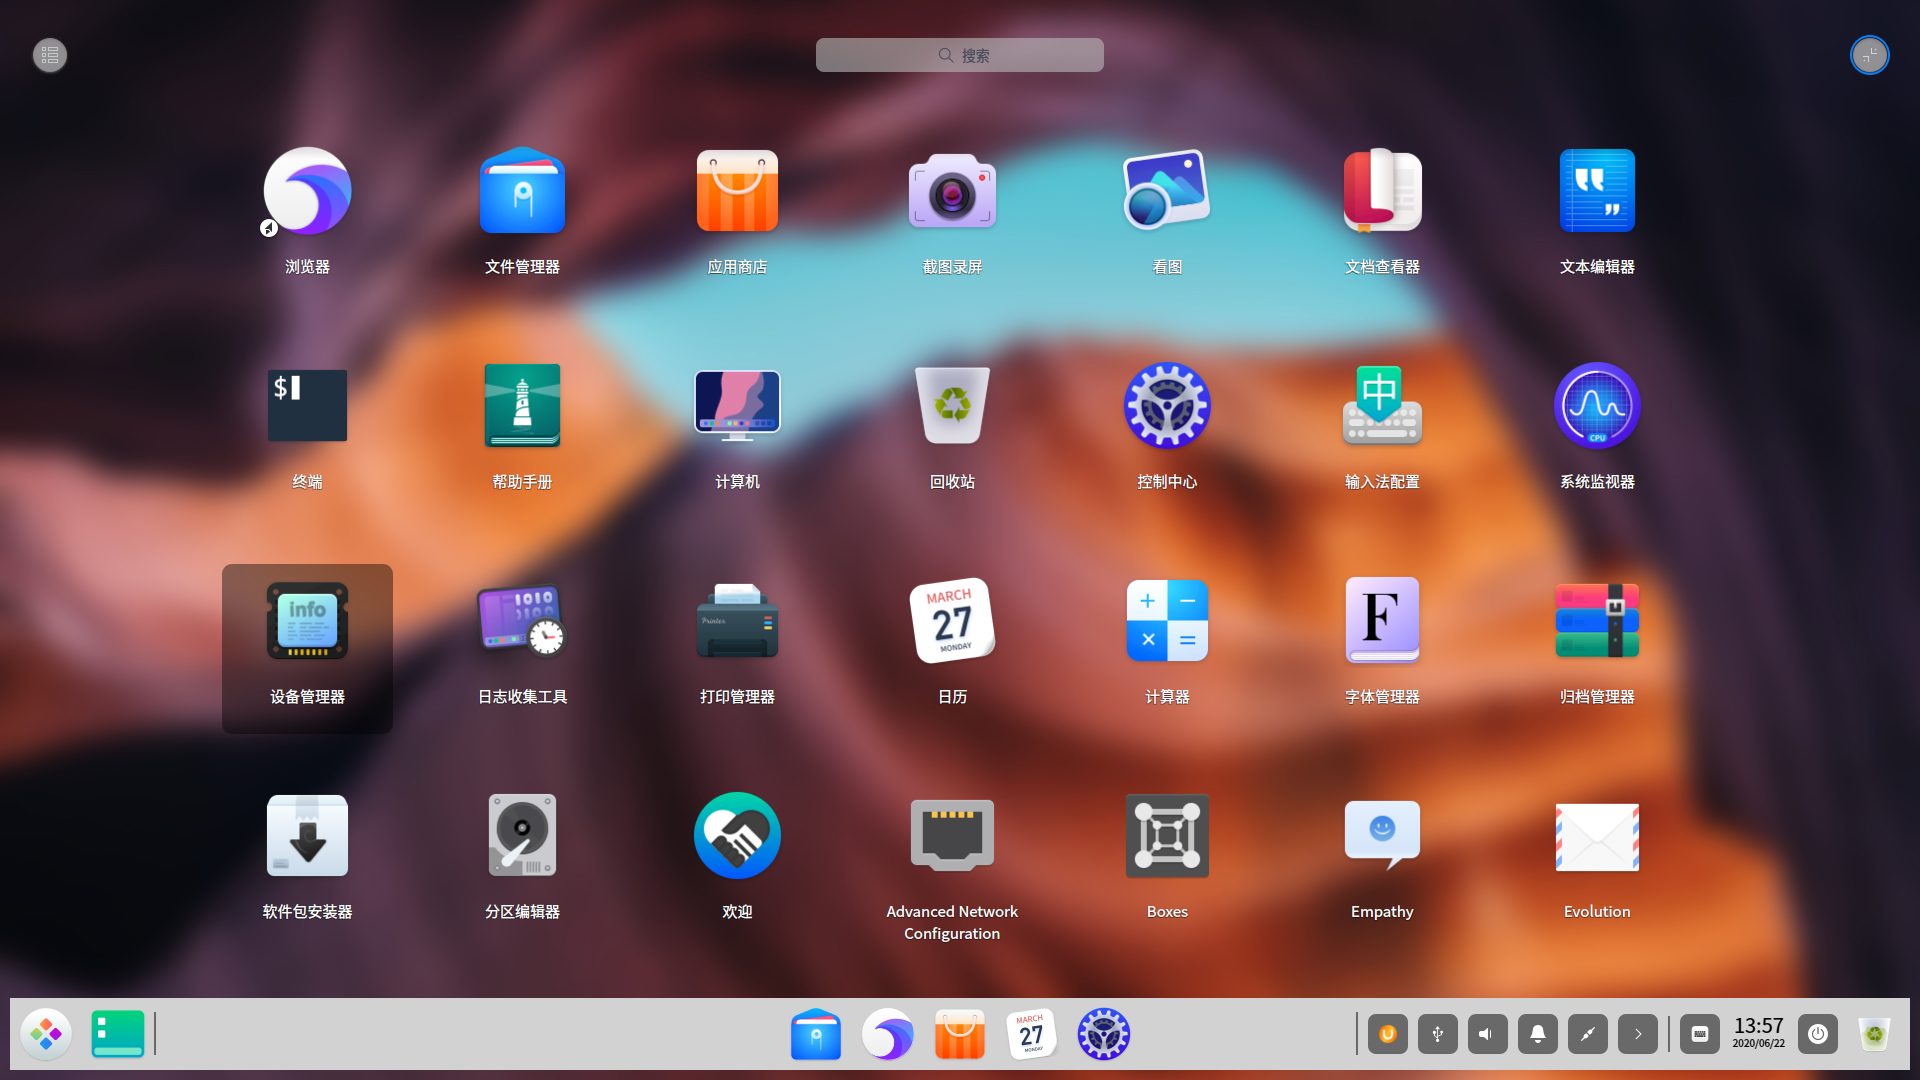 搜索
浏览器
文件管理器
应用商店
截图录屏
看图
文档查看器
文本编辑器
$
中
CPU
终端
帮助手册
计算机
回收站
控制中心
输入法配置
系统监视器
info
1010
1010
Printer
MARCH
27
MONDAY
F
设备管理器
日志收集工具
打印管理器
日历
计算器
字体管理器
归档管理器
软件包安装器
分区编辑器
欢迎
Advanced Network
Configuration
Boxes
Empathy
Evolution
MARCH
27
MONDAY
U
13:57
2020/06/22